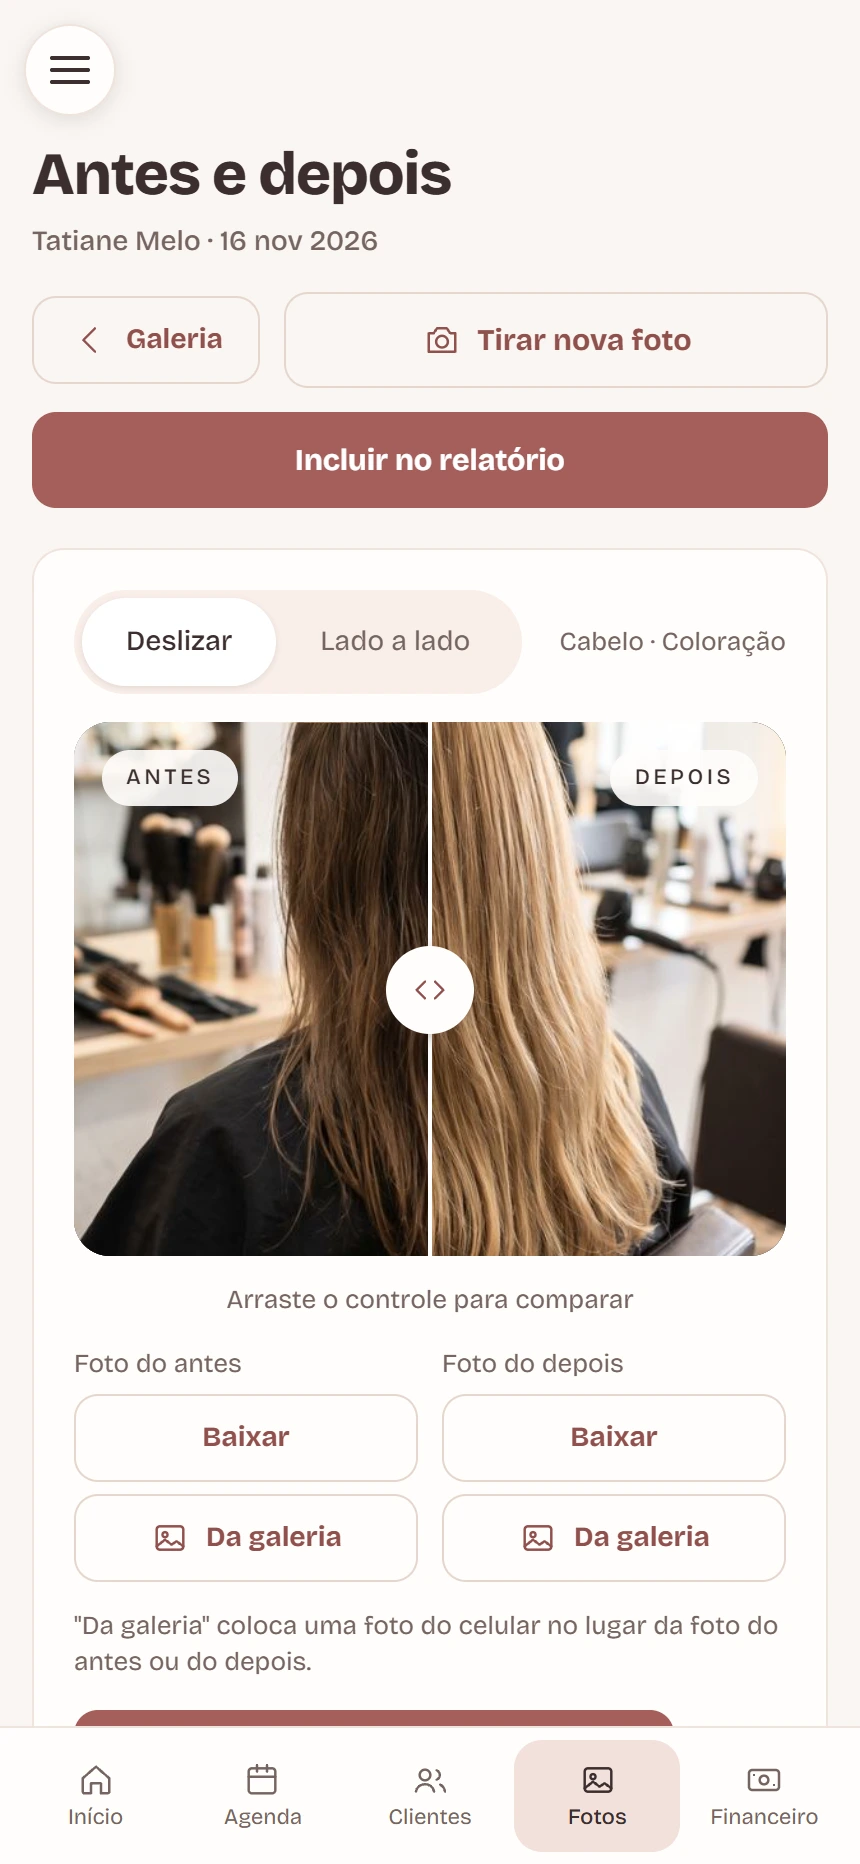 Antes e depois
Tatiane Melo · 16 nov 2026
Galeria
Tirar nova foto
Incluir no relatório
Deslizar
Lado a lado
Cabelo · Coloração
ANTES
DEPOIS
Arraste o controle para comparar
Foto do antes
Foto do depois
Baixar
Baixar
Da galeria
Da galeria
"Da galeria" coloca uma foto do celular no lugar da foto do
antes ou do depois.
Início
Agenda
Clientes
Fotos
Financeiro